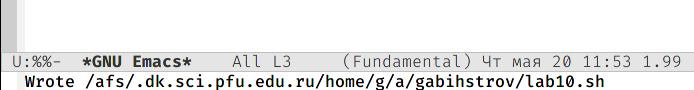 U:%%-  *GNU Emacs*    All L3     (Fundamental) Чт мая 20 11:53 1.99
Wrote /afs/.dk.sci.pfu.edu.ru/home/g/a/gabihstrov/lab10.sh